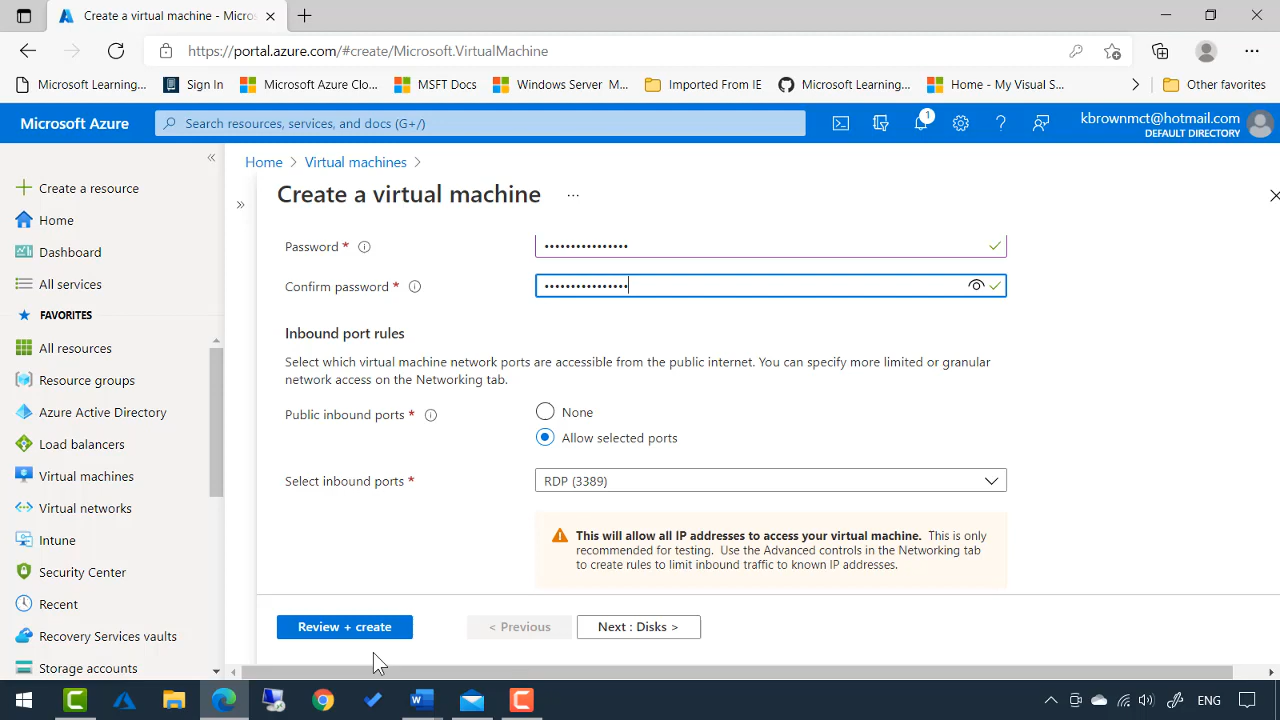 Create a virtual machine - Micros
https://portal.azure.com/#create/Microsoft.VirtualMachine
Microsoft Learning... Sign In Microsoft Azure Clo... MSFT Docs Windows Server M... Imported From IE Microsoft Learning,... Home - My Visual S... Other favorites
Microsoft Azure
Search resources, services, and docs (G+/)
1
kbrownmct@hotmail.com
DEFAULT DIRECTORY
Create a resource
Home
Dashboard
All services
FAVORITES
All resources
Resource groups
Azure Active Directory
Load balancers
Virtual machines
Virtual networks
Intune
Security Center
Recent
Recovery Services vaults
Storage accounts
Home > Virtual machines >
Create a virtual machine ...
Password *
Confirm password *
Inbound port rules
Select which virtual machine network ports are accessible from the public internet. You can specify more limited or granular
network access on the Networking tab.
Public inbound ports *
None
Allow selected ports
Select inbound ports *
RDP (3389)
This will allow all IP addresses to access your virtual machine. This is only
recommended for testing. Use the Advanced controls in the Networking tab
to create rules to limit inbound traffic to known IP addresses.
Review + create
< Previous
Next : Disks >
ENG